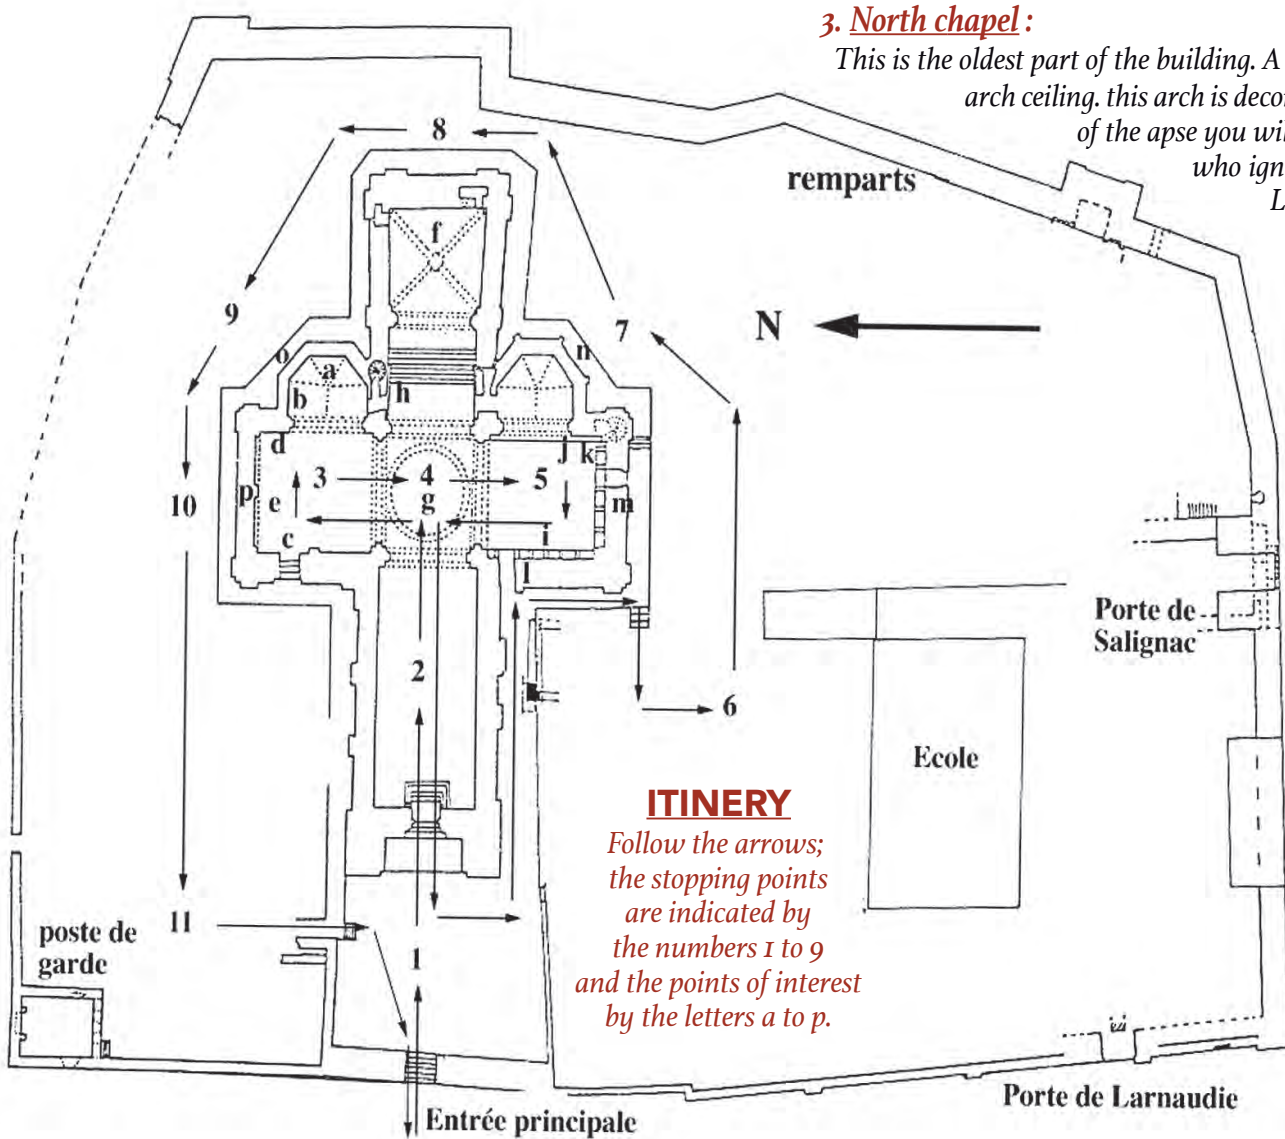 3. North chapel :
This is the oldest part of the building. A
arch ceiling. this arch is deco
of the apse you wil
who ign
L
remparts
8
f
9
7
N
o
n
a
b
h
d
j
k
3
4
5
p
e
g
m
10
c
i
l
2
6
Porte de
Salignac
Ecole
ITINERY
Follow the arrows;
the stopping points
are indicated by
the numbers 1 to 9
and the points of interest
by the letters a to p.
11
poste de
garde
1
Entrée principale
Porte de Larnaudie